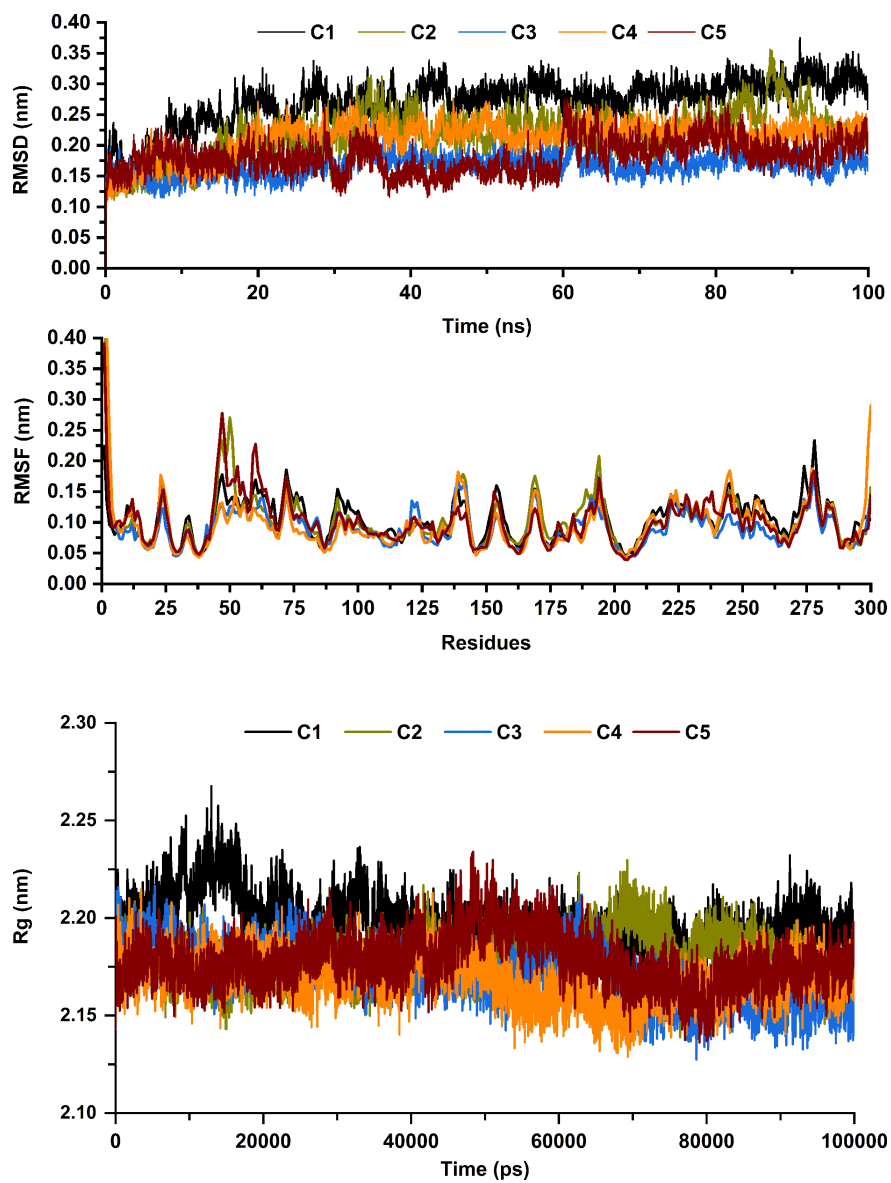 C1 C2 C3 C4 C5
0.40
0.35
0.30
0.25
0.20
0.15
0.10
0.05
0.00
RMSD (nm)
0 20 40 60 80 100
Time (ns)
0.40
0.35
0.30
0.25
0.20
0.15
0.10
0.05
0.00
RMSF (nm)
0 25 50 75 100 125 150 175 200 225 250 275 300
Residues
C1 C2 C3 C4 C5
2.30
2.25
2.20
2.15
2.10
Rg (nm)
0 20000 40000 60000 80000 100000
Time (ps)